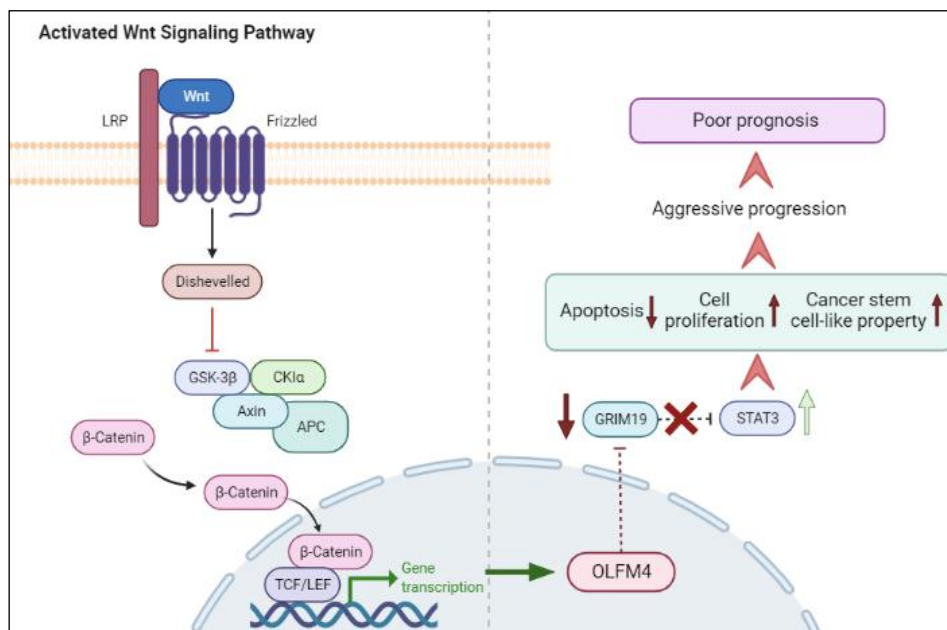 Activated Wnt Signaling Pathway
Wnt
LRP
Frizzled
Dishevelled
GSK-3β
CKIα
Axin
APC
β-Catenin
β-Catenin
β-Catenin
TCF/LEF
Gene
transcription
OLFM4
GRIM19
STAT3
Apoptosis
Cell
proliferation
Cancer stem
cell-like property
Aggressive progression
Poor prognosis